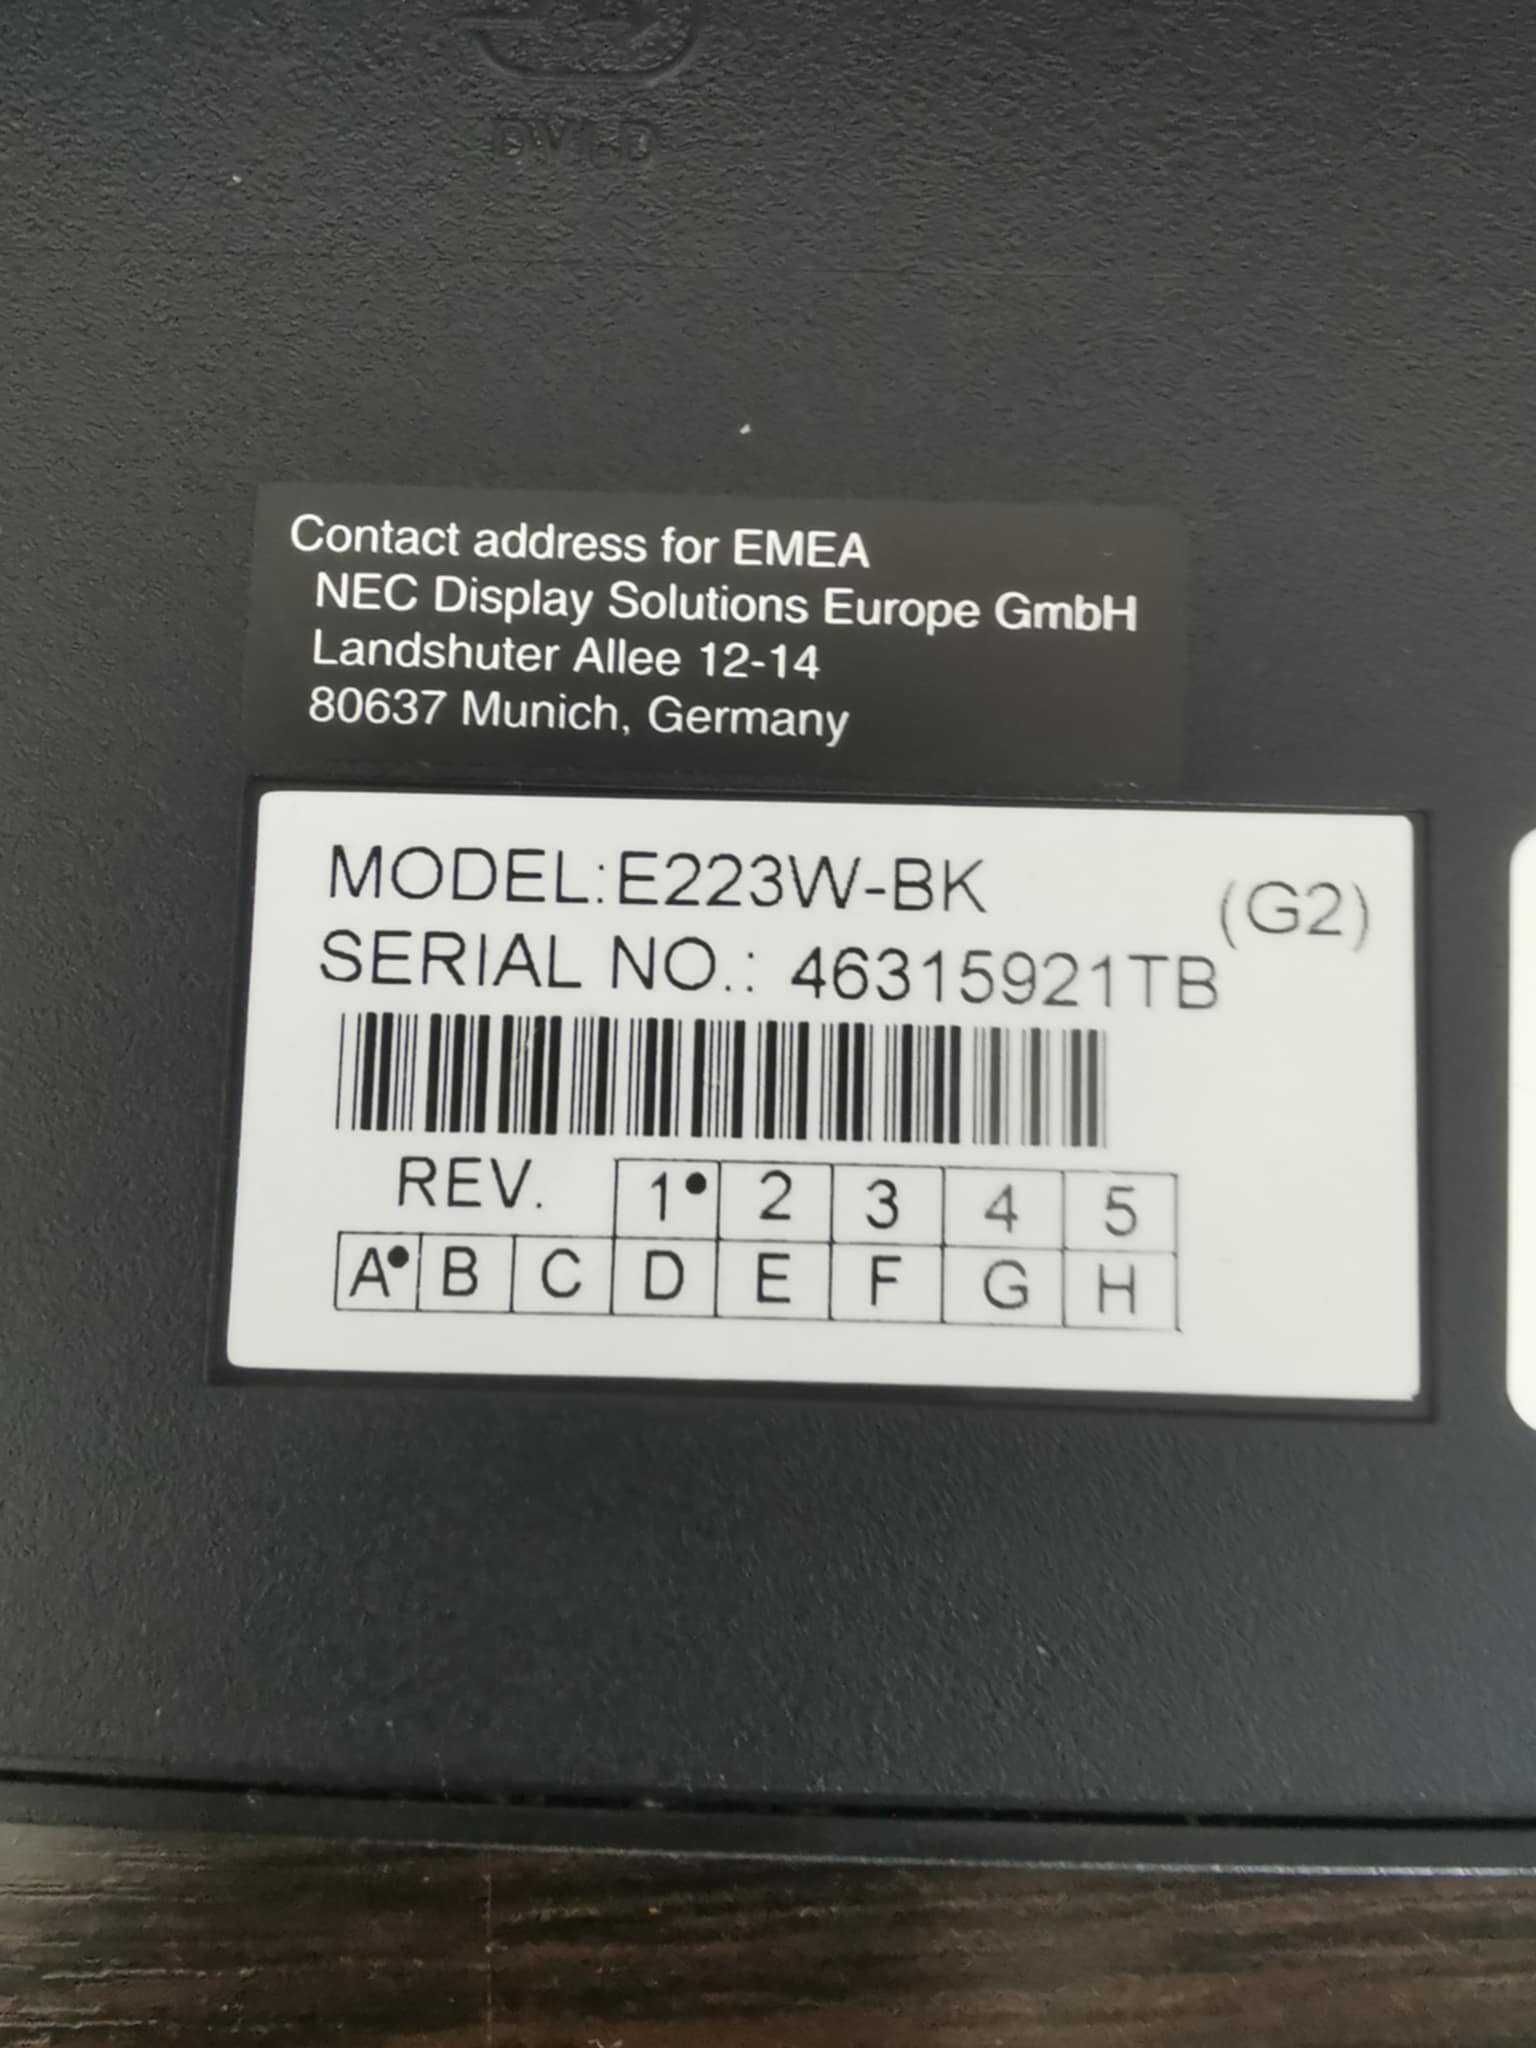 DVI-D
Contact address for EMEA
NEC Display Solutions Europe GmbH
Landshuter Allee 12-14
80637 Munich, Germany
MODEL:E223W-BK (G2)
SERIAL NO.: 46315921TB
REV. 1 2 3 4 5
A B C D E F G H